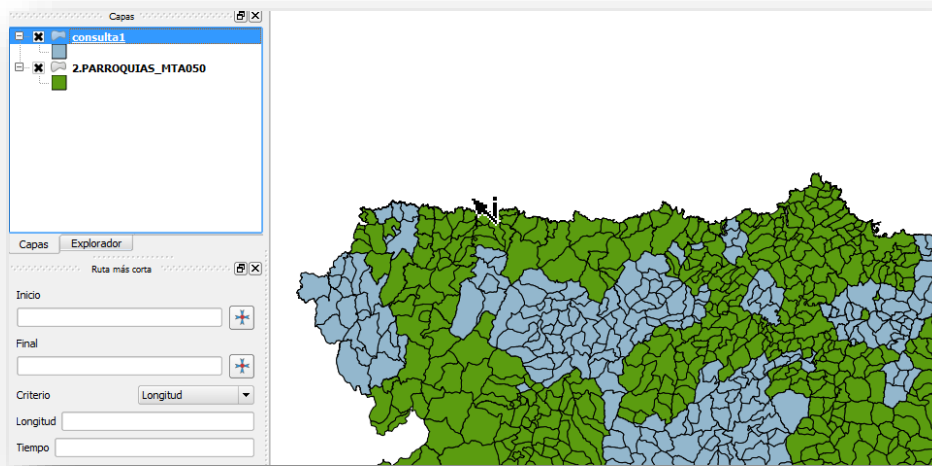 Capas
consulta1
2.PARROQUIAS_MTA050
Capas Explorador
Ruta más corta
Inicio
Final
Criterio Longitud
Longitud
Tiempo